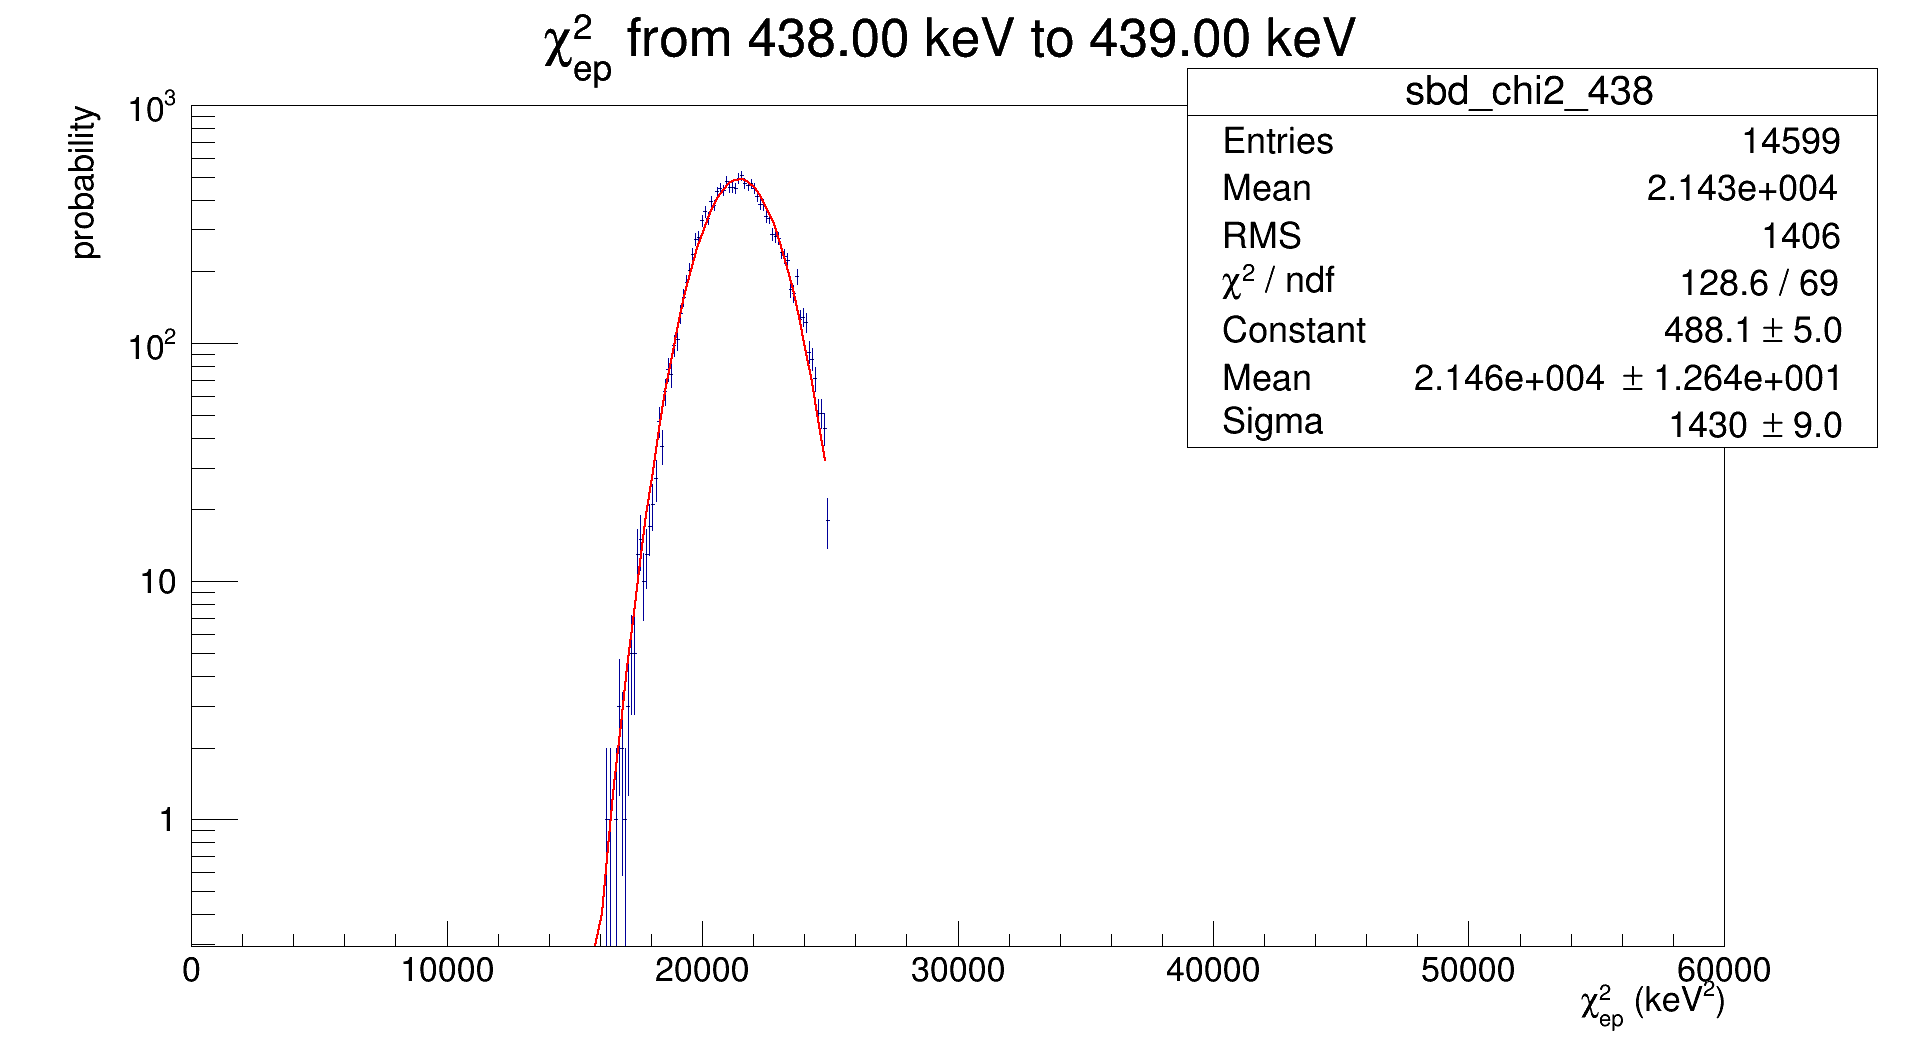 χ²ep from 438.00 keV to 439.00 keV
sbd_chi2_438
Entries 14599
Mean 2.143e+004
RMS 1406
χ² / ndf 128.6 / 69
Constant 488.1 ± 5.0
Mean 2.146e+004 ± 1.264e+001
Sigma 1430 ± 9.0
probability
10³
10²
10
1
0 10000 20000 30000 40000 50000 60000
χ²ep (keV²)